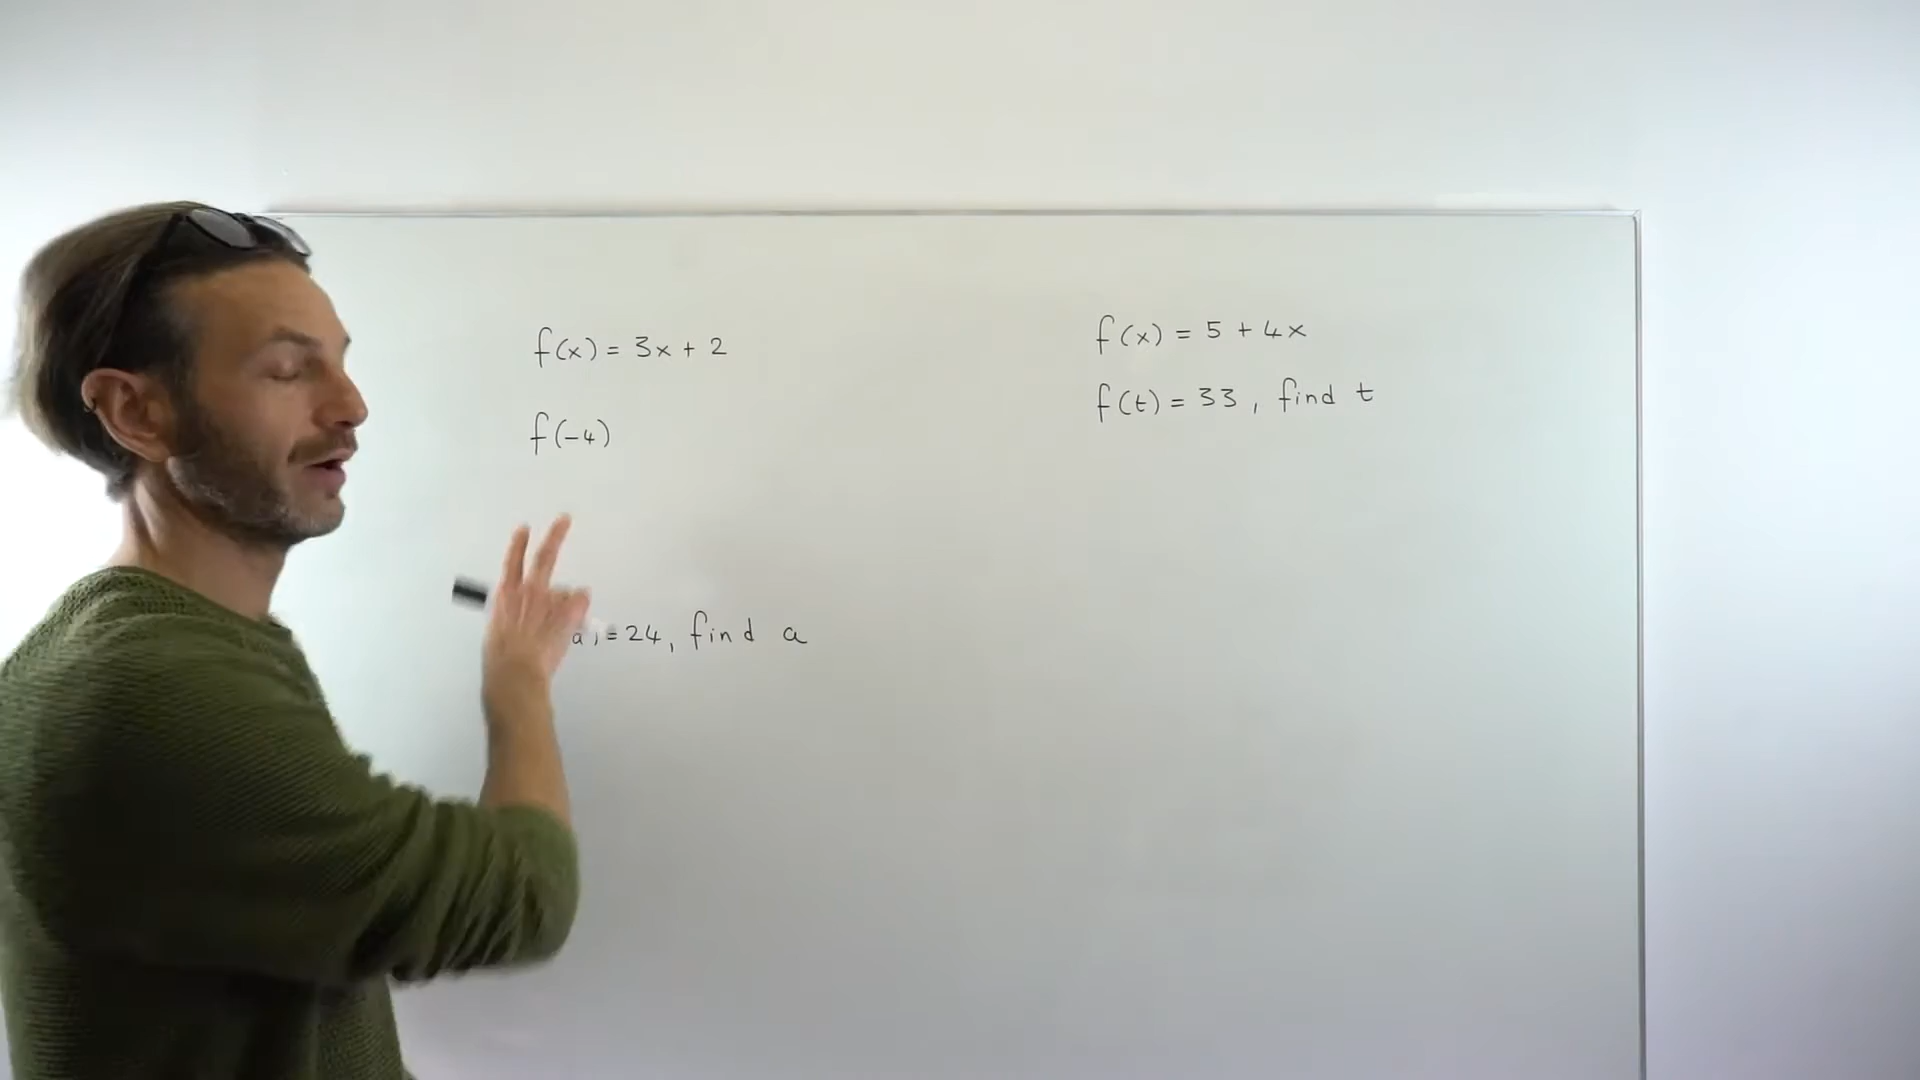 f(x) = 3x + 2
f(-4)
a) = 24, find a
f(x) = 5 + 4x
f(t) = 33, find t